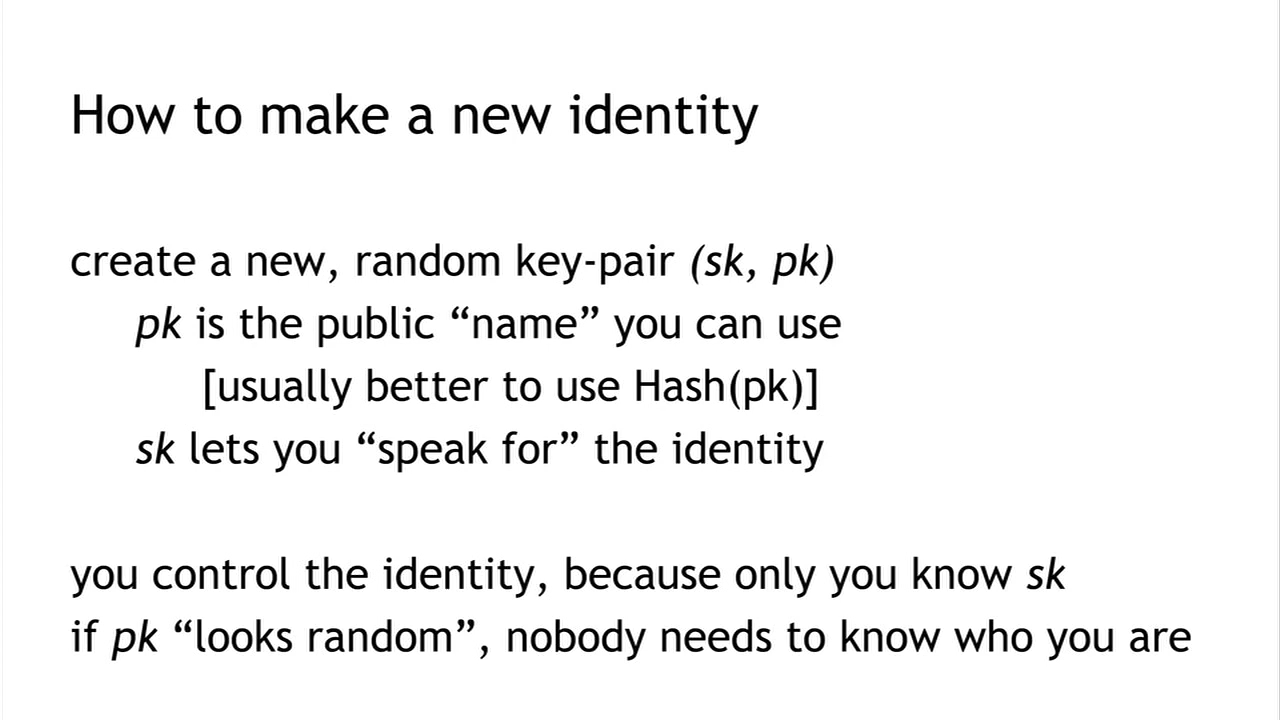 How to make a new identity
create a new, random key-pair (sk, pk)
pk is the public “name” you can use
[usually better to use Hash(pk)]
sk lets you “speak for” the identity
you control the identity, because only you know sk
if pk “looks random”, nobody needs to know who you are